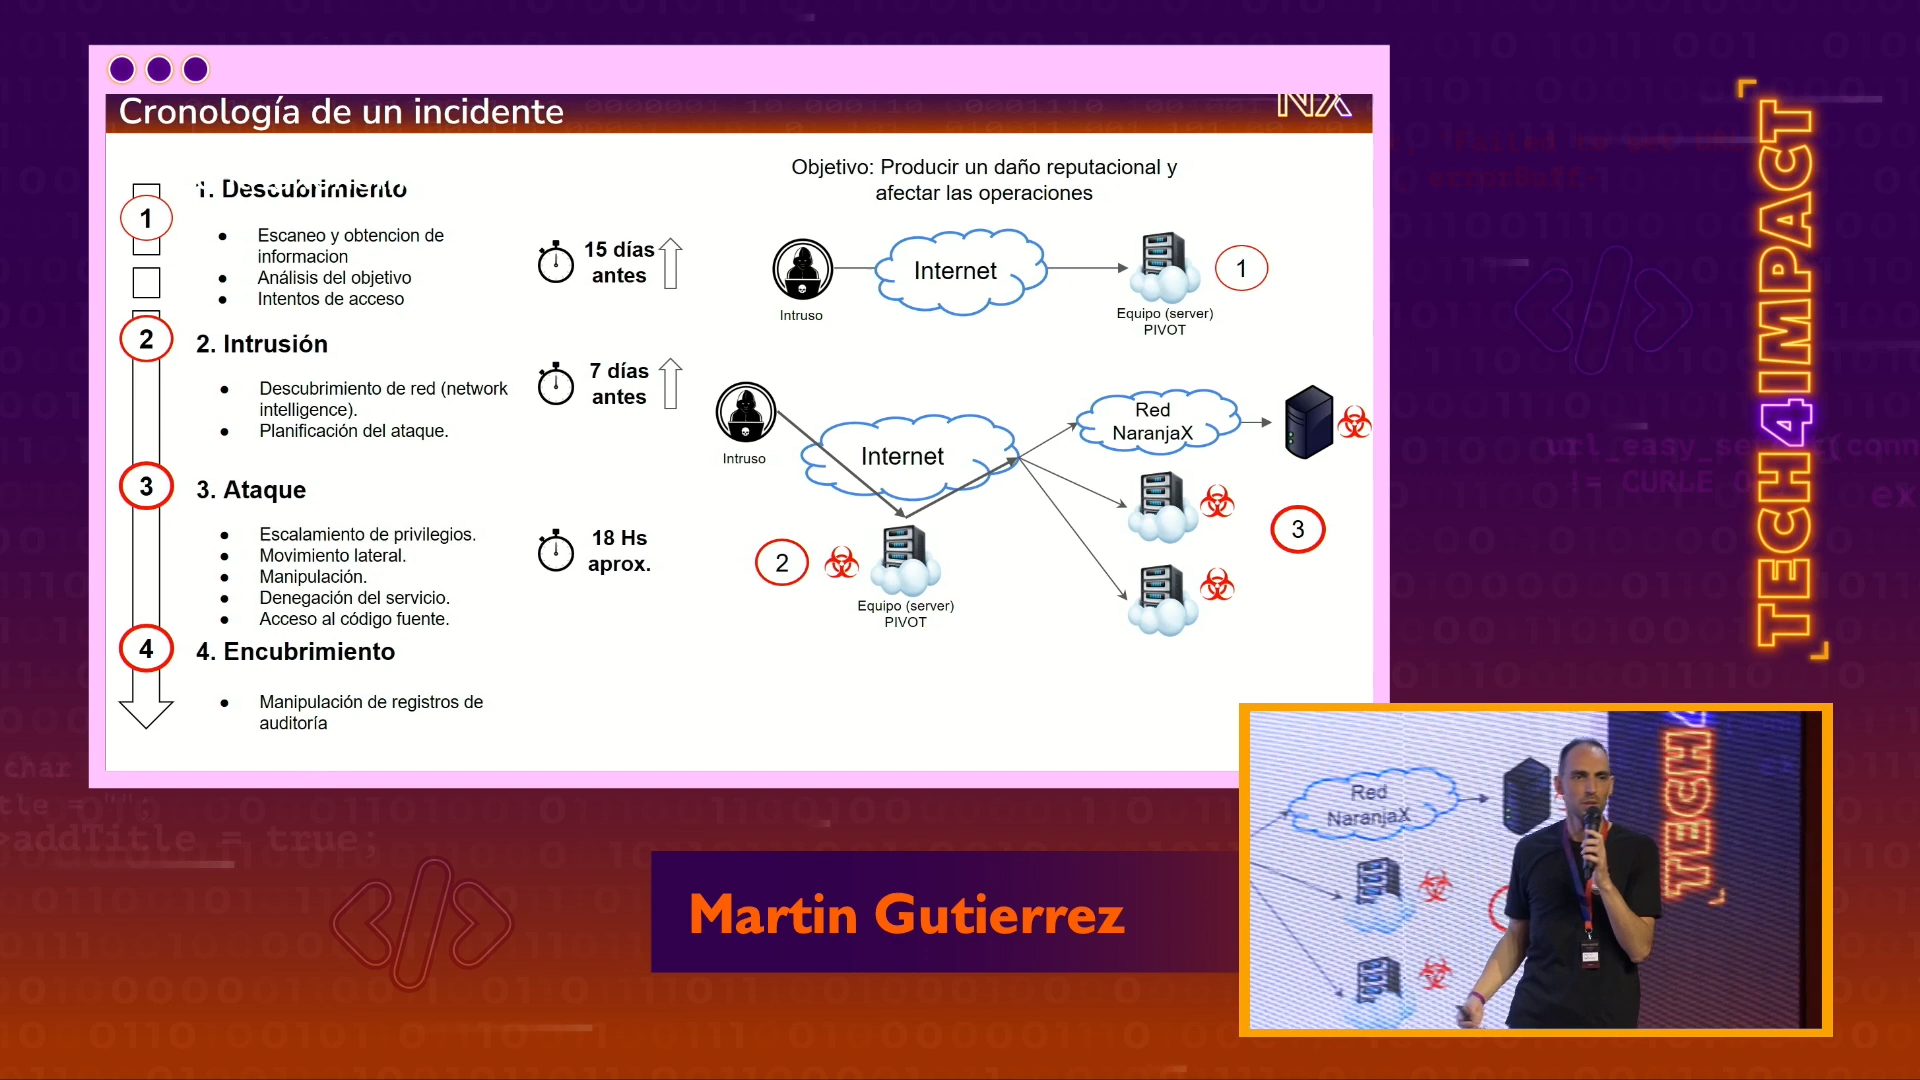 Cronología de un incidente
NX
1. Descubrimiento
Escaneo y obtencion de
informacion
Análisis del objetivo
Intentos de acceso
15 días
antes
2. Intrusión
Descubrimiento de red (network
intelligence).
Planificación del ataque.
7 días
antes
3. Ataque
Escalamiento de privilegios.
Movimiento lateral.
Manipulación.
Denegación del servicio.
Acceso al código fuente.
18 Hs
aprox.
4. Encubrimiento
Manipulación de registros de
auditoría
1
2
3
4
Objetivo: Producir un daño reputacional y
afectar las operaciones
Intruso
Internet
Equipo (server)
PIVOT
1
Intruso
Internet
Red
NaranjaX
2
Equipo (server)
PIVOT
3
TECH4IMPACT
Martin Gutierrez
Red
NaranjaX
TECH4
char
addTitle = true;